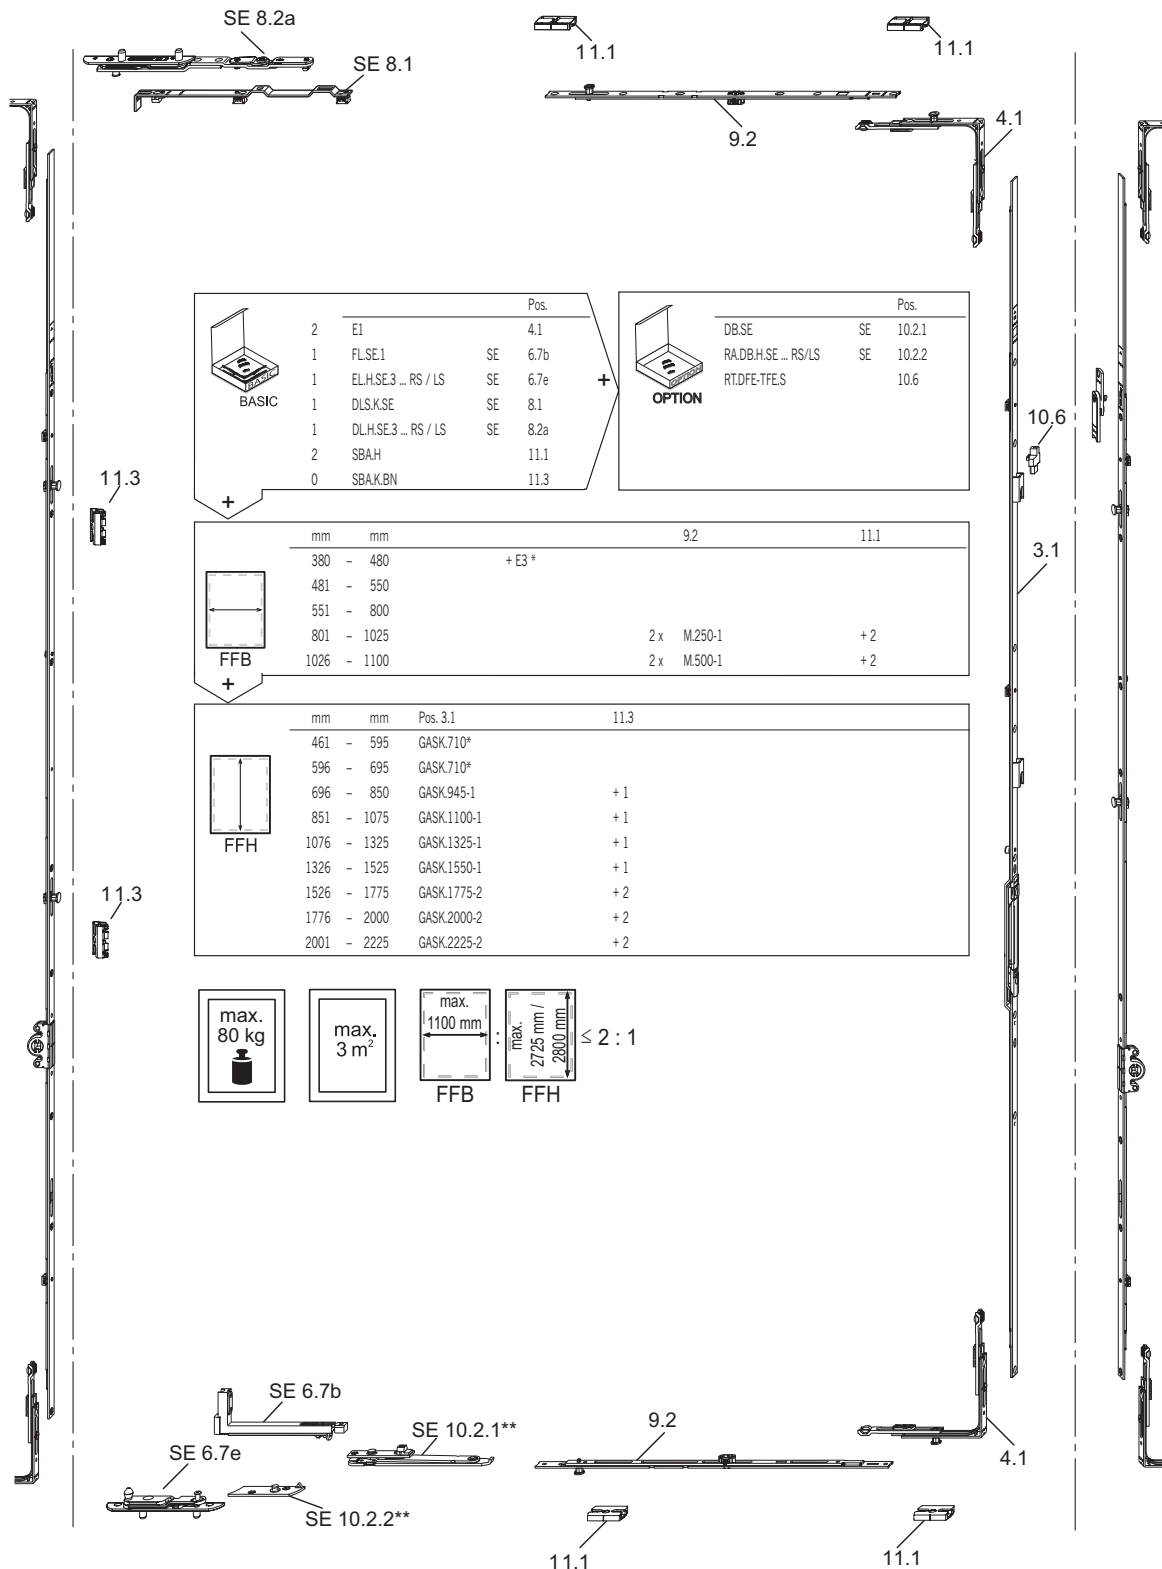 SE 8.2a
11.1
11.1
SE 8.1
9.2
4.1
Pos.
2 E1 4.1
1 FL.SE.1 SE 6.7b
1 EL.H.SE.3 ... RS / LS SE 6.7e
1 DLS.K.SE SE 8.1
1 DL.H.SE.3 ... RS / LS SE 8.2a
2 SBA.H 11.1
0 SBA.K.BN 11.3
BASIC
BASIC
+
+
Pos.
DB.SE SE 10.2.1
RA.DB.H.SE ... RS/LS SE 10.2.2
RT.DFE-TFE.S 10.6
OPTION
OPTION
10.6
11.3
3.1
mm mm 9.2 11.1
380 – 480 + E3 *
481 – 550
551 – 800
801 – 1025 2 x M.250-1 + 2
1026 – 1100 2 x M.500-1 + 2
FFB
+
mm mm Pos. 3.1 11.3
461 – 595 GASK.710*
596 – 695 GASK.710*
696 – 850 GASK.945-1 + 1
851 – 1075 GASK.1100-1 + 1
1076 – 1325 GASK.1325-1 + 1
1326 – 1525 GASK.1550-1 + 1
1526 – 1775 GASK.1775-2 + 2
1776 – 2000 GASK.2000-2 + 2
2001 – 2225 GASK.2225-2 + 2
FFH
11.3
max.
80 kg
max.
3 m²
max.
1100 mm
FFB
:
max.
2725 mm /
2800 mm
FFH
≤ 2 : 1
SE 6.7b
SE 10.2.1**
9.2
4.1
SE 6.7e
SE 10.2.2**
11.1
11.1